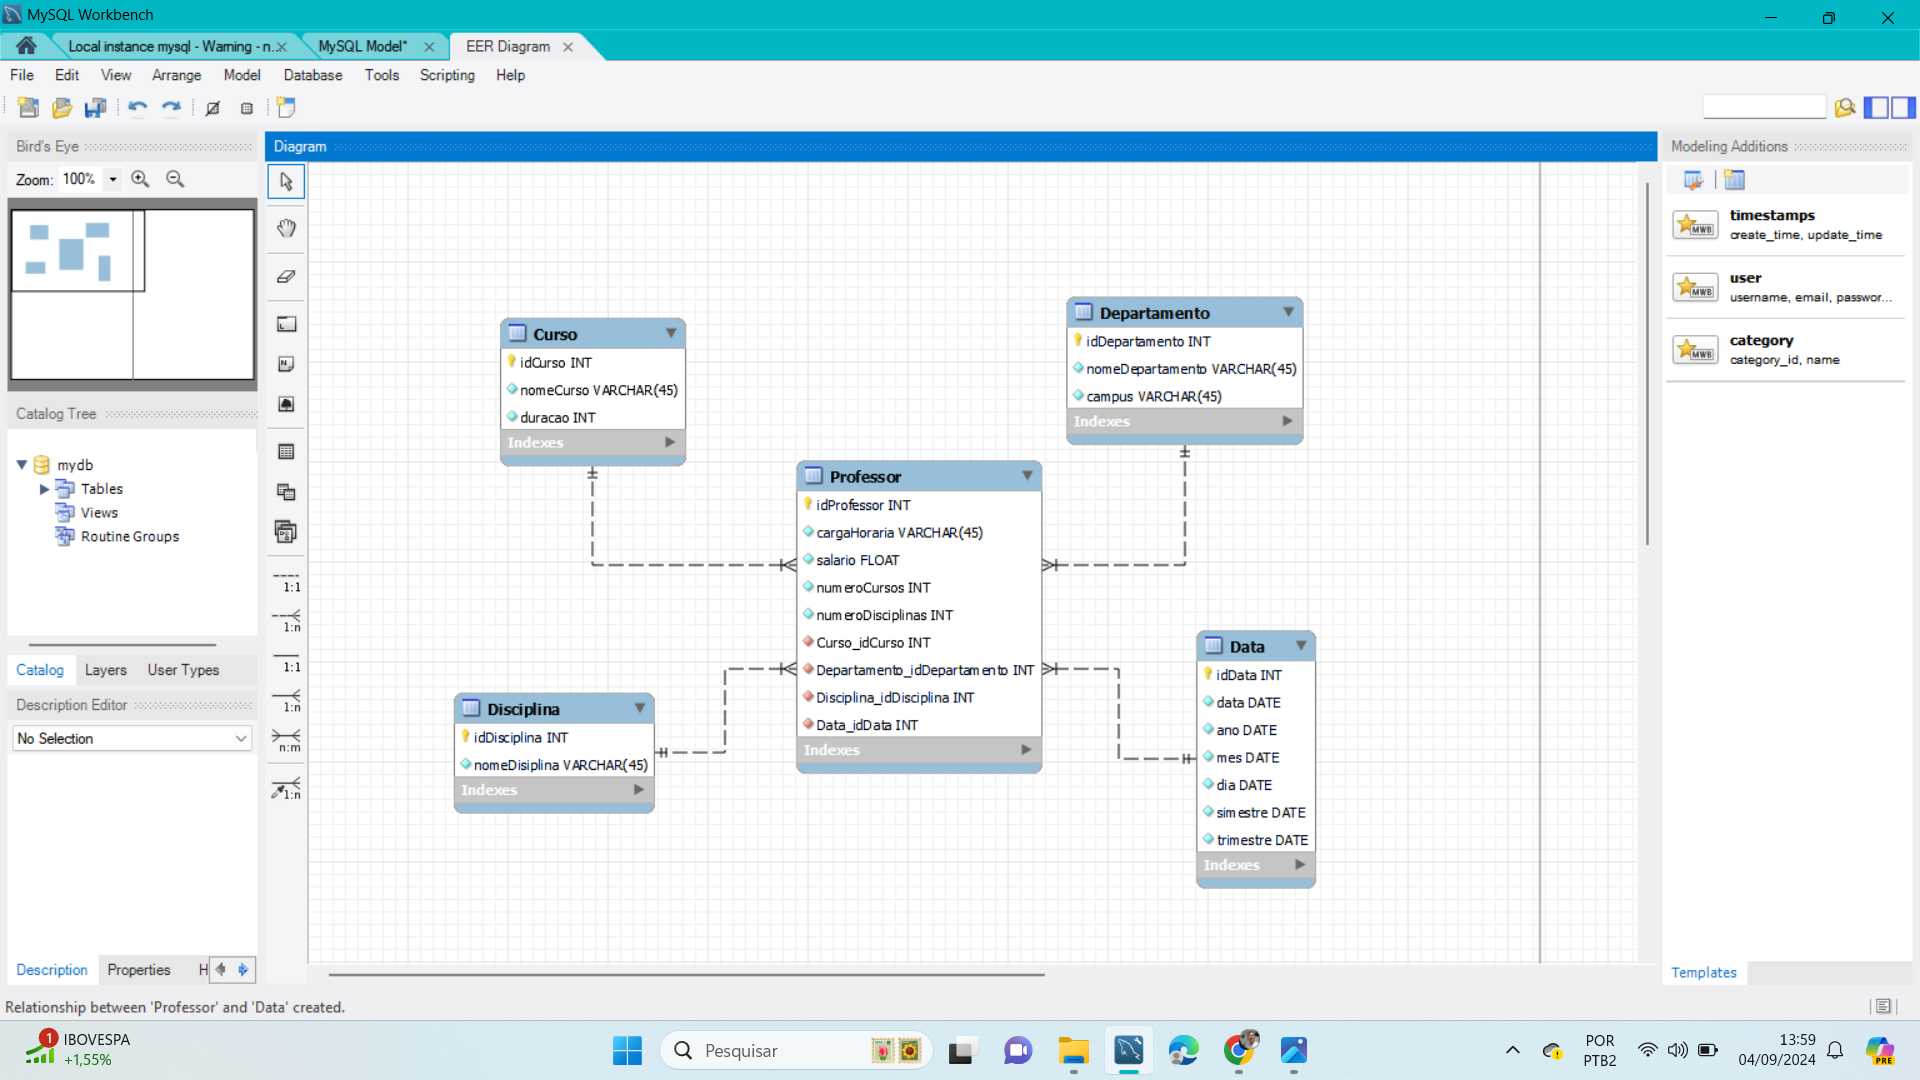 MySQL Workbench
Local instance mysql - Warning - n...
MySQL Model*
EER Diagram
File Edit View Arrange Model Database Tools Scripting Help
Bird's Eye
Diagram
Modeling Additions
Zoom: 100%
timestamps
create_time, update_time
user
username, email, passwor...
category
category_id, name
Catalog Tree
mydb
Tables
Views
Routine Groups
Catalog Layers User Types
Description Editor
No Selection
1:1
1:n
1:1
1:n
n:m
1:n
Curso
idCurso INT
nomeCurso VARCHAR(45)
duracao INT
Indexes
Departamento
idDepartamento INT
nomeDepartamento VARCHAR(45)
campus VARCHAR(45)
Indexes
Professor
idProfessor INT
cargaHoraria VARCHAR(45)
salario FLOAT
numeroCursos INT
numeroDisciplinas INT
Curso_idCurso INT
Departamento_idDepartamento INT
Disciplina_idDisciplina INT
Data_idData INT
Indexes
Disciplina
idDisciplina INT
nomeDisiplina VARCHAR(45)
Indexes
Data
idData INT
data DATE
ano DATE
mes DATE
dia DATE
simestre DATE
trimestre DATE
Indexes
Description Properties H
Templates
Relationship between 'Professor' and 'Data' created.
1
IBOVESPA
+1,55%
Pesquisar
POR
PTB2
13:59
04/09/2024
PRE
MWB
MWB
MWB